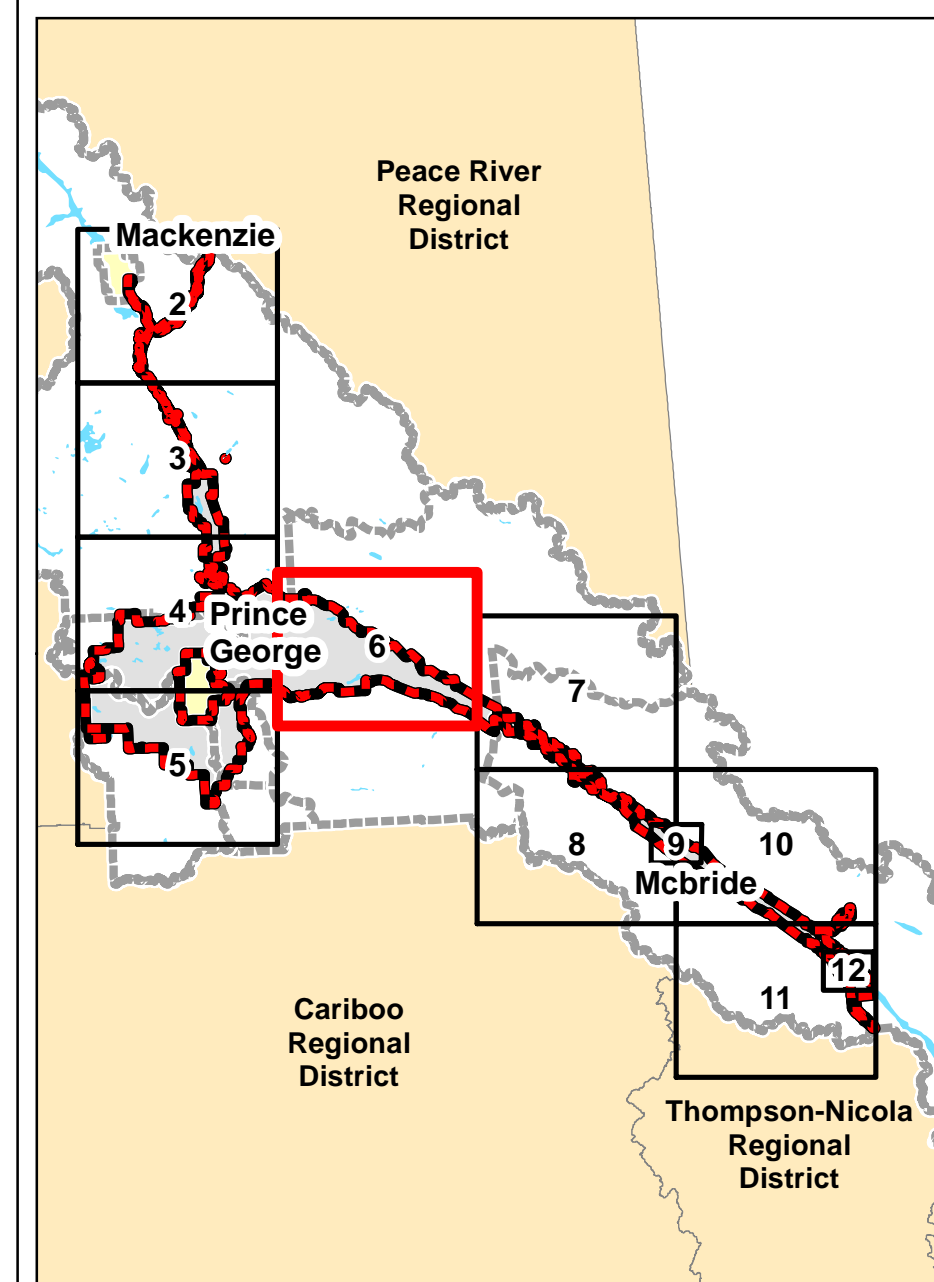 Peace River
Regional
District
Mackenzie
2
3
4
Prince
George
6
5
7
8
9
10
Mcbride
12
11
Cariboo
Regional
District
Thompson-Nicola
Regional
District